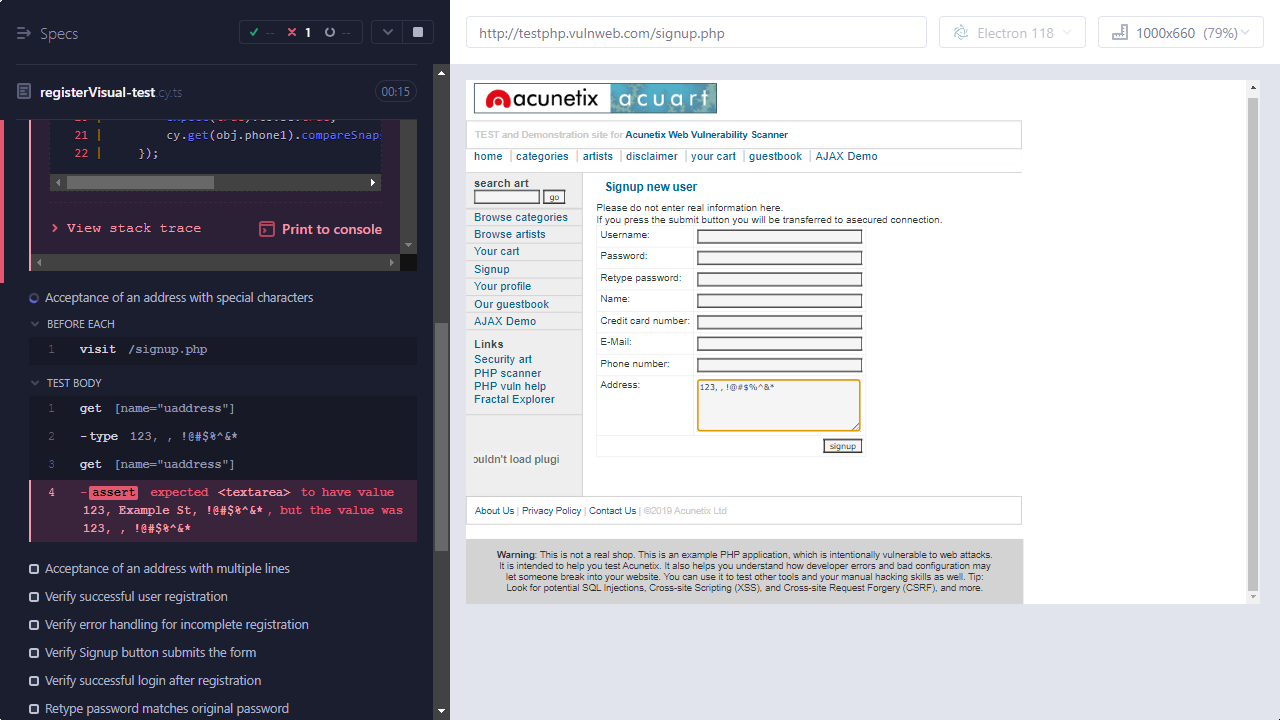 Specs
-- 1 --
registerVisual-test.cy.ts
00:15
21 | cy.get(obj.phone1).compareSnap
22 | });
View stack trace
Print to console
Acceptance of an address with special characters
BEFORE EACH
1 visit /signup.php
TEST BODY
1 get [name="uaddress"]
2 -type 123, , !@#$%^&*
3 get [name="uaddress"]
4 -assert expected <textarea> to have value
123, Example St, !@#$%^&*, but the value was
123, , !@#$%^&*
Acceptance of an address with multiple lines
Verify successful user registration
Verify error handling for incomplete registration
Verify Signup button submits the form
Verify successful login after registration
Retype password matches original password
http://testphp.vulnweb.com/signup.php
Electron 118
1000x660 (79%)
acunetix acuart
TEST and Demonstration site for Acunetix Web Vulnerability Scanner
home | categories | artists | disclaimer | your cart | guestbook | AJAX Demo
search art
go
Browse categories
Browse artists
Your cart
Signup
Your profile
Our guestbook
AJAX Demo
Links
Security art
PHP scanner
PHP vuln help
Fractal Explorer
ouldn't load plugi
Signup new user
Please do not enter real information here.
If you press the submit button you will be transferred to asecured connection.
Username:
Password:
Retype password:
Name:
Credit card number:
E-Mail:
Phone number:
Address:
123, , !@#$%^&*
signup
About Us | Privacy Policy | Contact Us | ©2019 Acunetix Ltd
Warning: This is not a real shop. This is an example PHP application, which is intentionally vulnerable to web attacks.
It is intended to help you test Acunetix. It also helps you understand how developer errors and bad configuration may
let someone break into your website. You can use it to test other tools and your manual hacking skills as well. Tip:
Look for potential SQL Injections, Cross-site Scripting (XSS), and Cross-site Request Forgery (CSRF), and more.